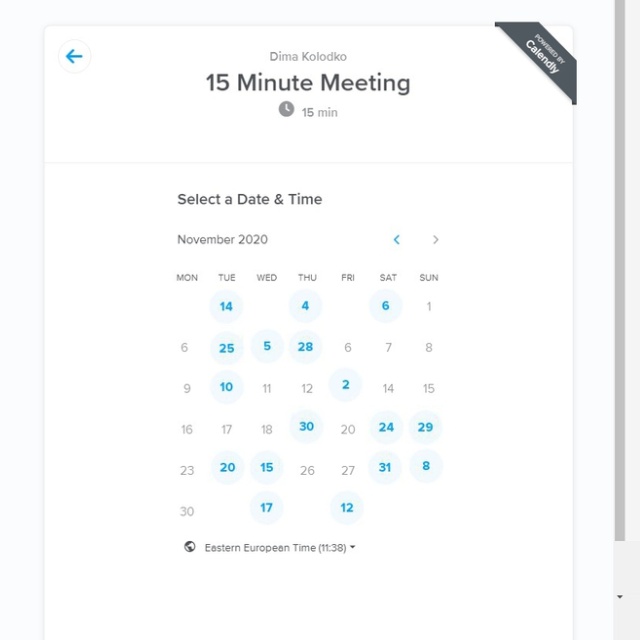 Dima Kolodko
15 Minute Meeting
15 min
POWERED BY
Calendly
Select a Date & Time
November 2020
MON TUE WED THU FRI SAT SUN
14 4 6 1
6 25 5 28 6 7 8
9 10 11 12 2 14 15
16 17 18 30 20 24 29
23 20 15 26 27 31 8
30 17 12
Eastern European Time (11:38)